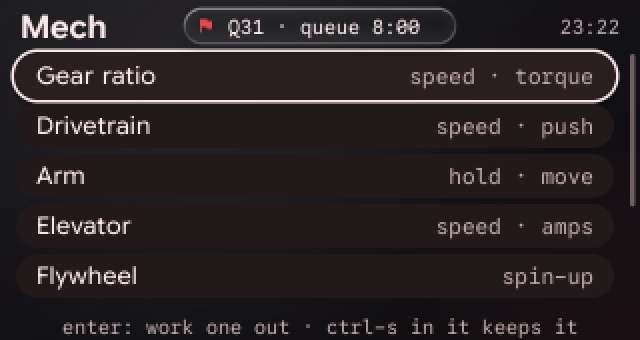 Mech
Q31 · queue 8:00
23:22
Gear ratio speed · torque
Drivetrain speed · push
Arm hold · move
Elevator speed · amps
Flywheel spin-up
enter: work one out · ctrl-s in it keeps it